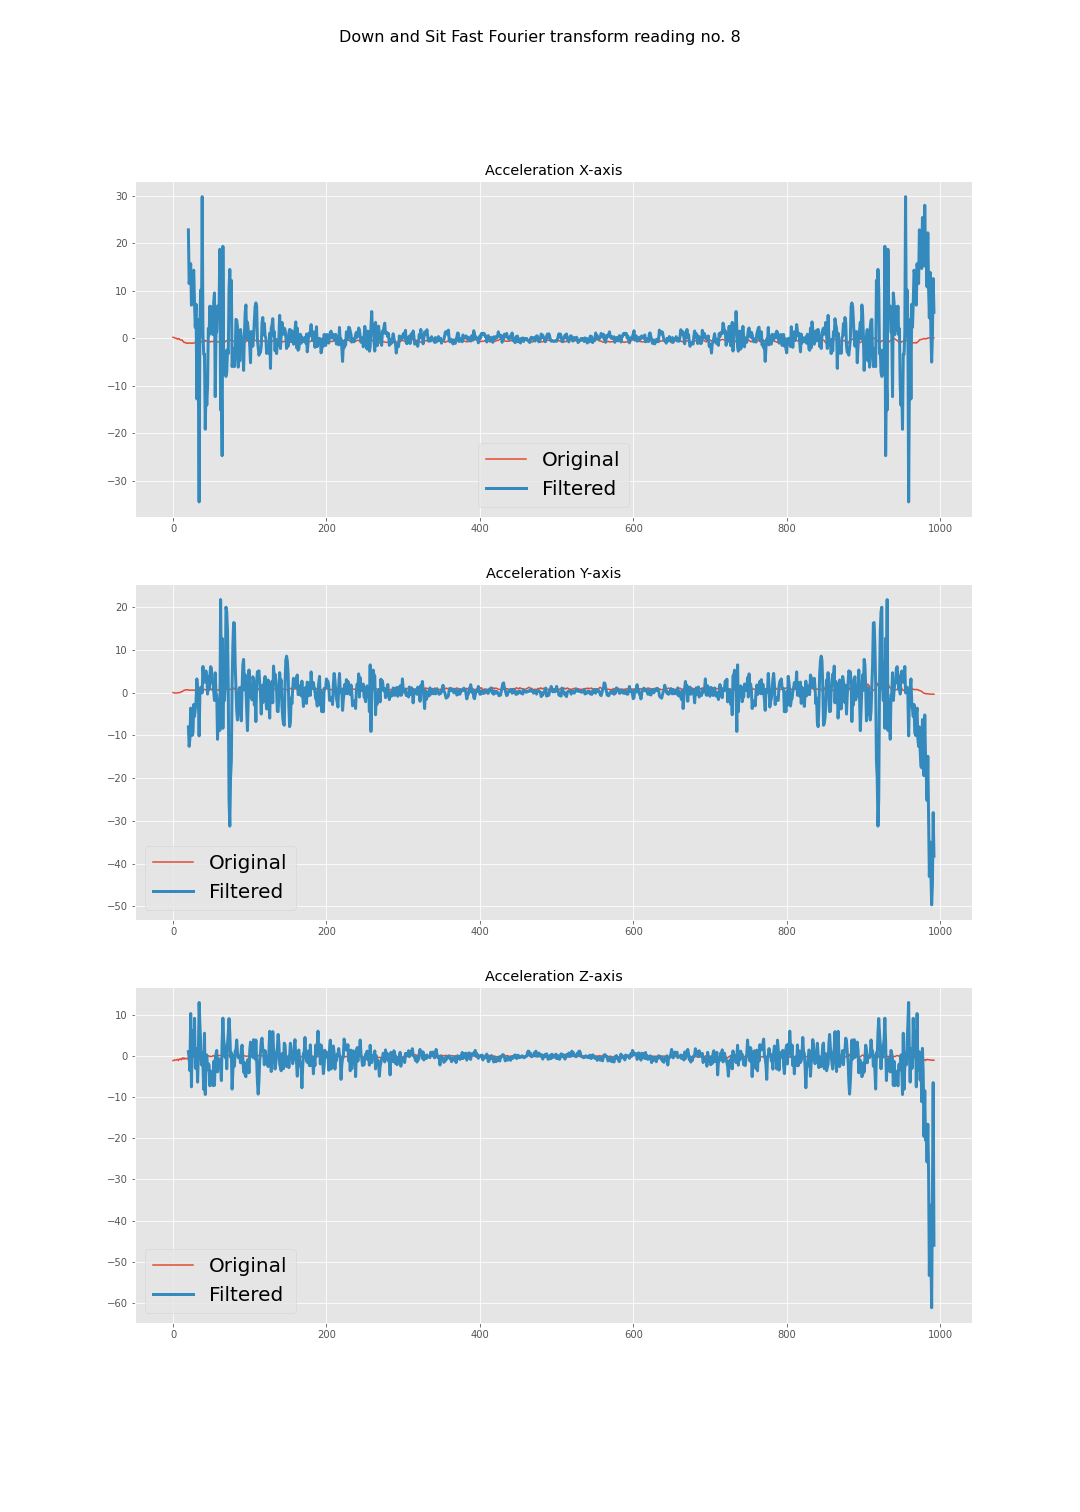 Down and Sit Fast Fourier transform reading no. 8
Acceleration X-axis
30
20
10
0
−10
−20
−30
Original
Filtered
0 200 400 600 800 1000
Acceleration Y-axis
20
10
0
−10
−20
−30
−40
−50
Original
Filtered
0 200 400 600 800 1000
Acceleration Z-axis
10
0
−10
−20
−30
−40
−50
−60
Original
Filtered
0 200 400 600 800 1000